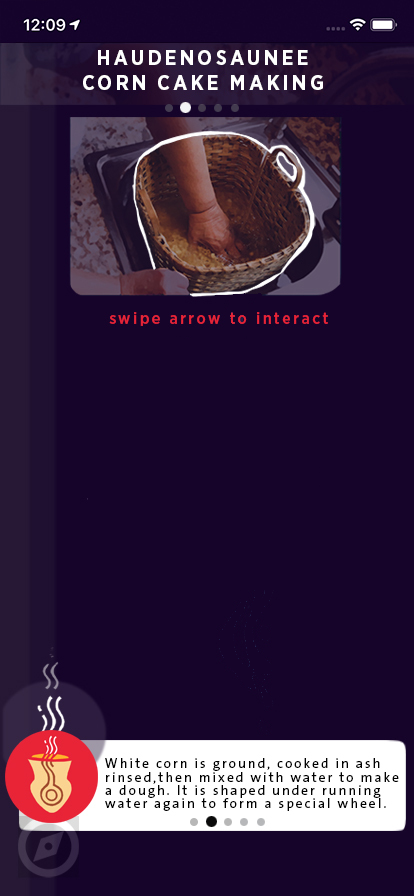 12:09
HAUDENOSAUNEE
CORN CAKE MAKING
swipe arrow to interact
White corn is ground, cooked in ash
rinsed,then mixed with water to make
a dough. It is shaped under running
water again to form a special wheel.